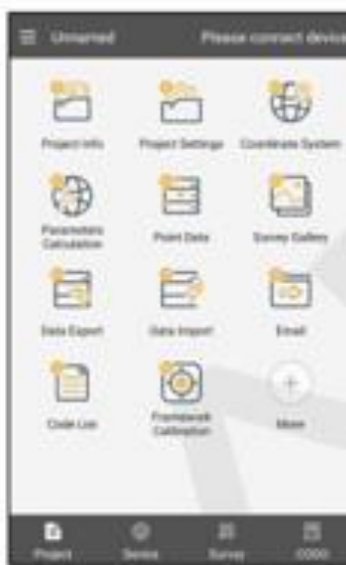 Unnamed Please connect device
Project Info Project Settings Coordinate System
Parameters Calculation Point Data Survey Gallery
Data Export Data Import Email
Code List Framework Calibration More
Project Device Survey COGO